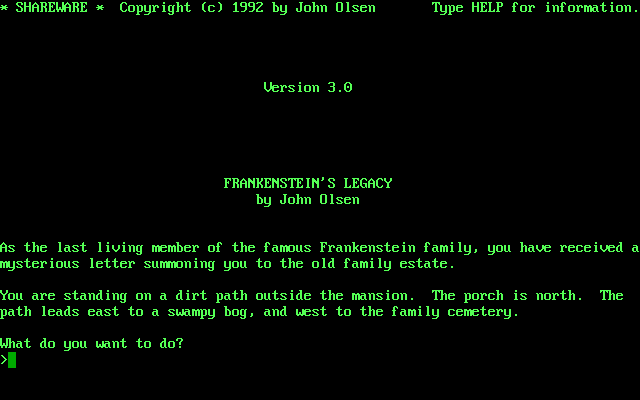 * SHAREWARE *  Copyright (c) 1992 by John Olsen       Type HELP for information.
Version 3.0
FRANKENSTEIN'S LEGACY
by John Olsen
As the last living member of the famous Frankenstein family, you have received a
mysterious letter summoning you to the old family estate.
You are standing on a dirt path outside the mansion.  The porch is north.  The
path leads east to a swampy bog, and west to the family cemetery.
What do you want to do?
>